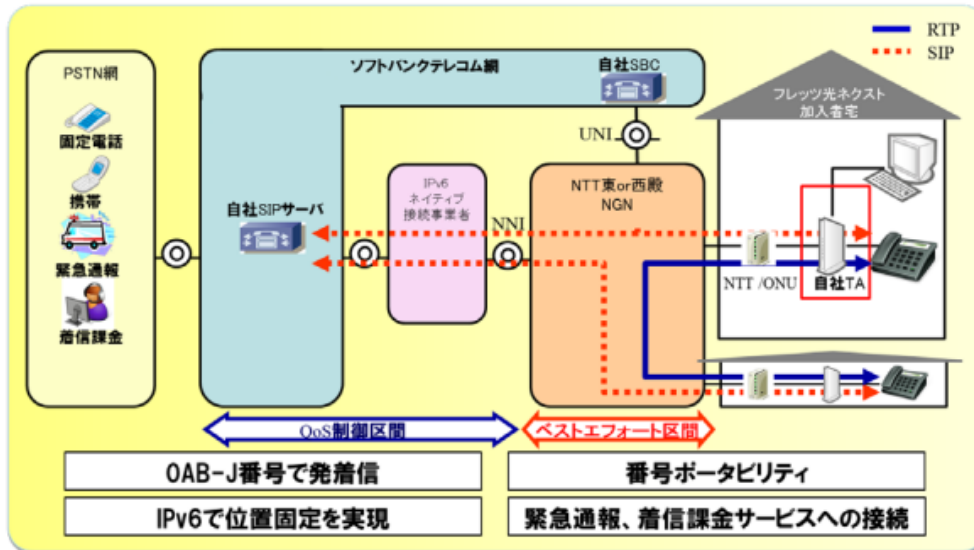 RTP
SIP
PSTN網
固定電話
携帯
緊急通報
着信課金
ソフトバンクテレコム網
自社SBC
自社SIPサーバ
UNI
IPv6
ネイティブ
接続事業者
NNI
NTT東or西殿
NGN
フレッツ光ネクスト
加入者宅
NTT /ONU
自社TA
QoS制御区間
ベストエフォート区間
0AB-J番号で発着信
番号ポータビリティ
IPv6で位置固定を実現
緊急通報、着信課金サービスへの接続